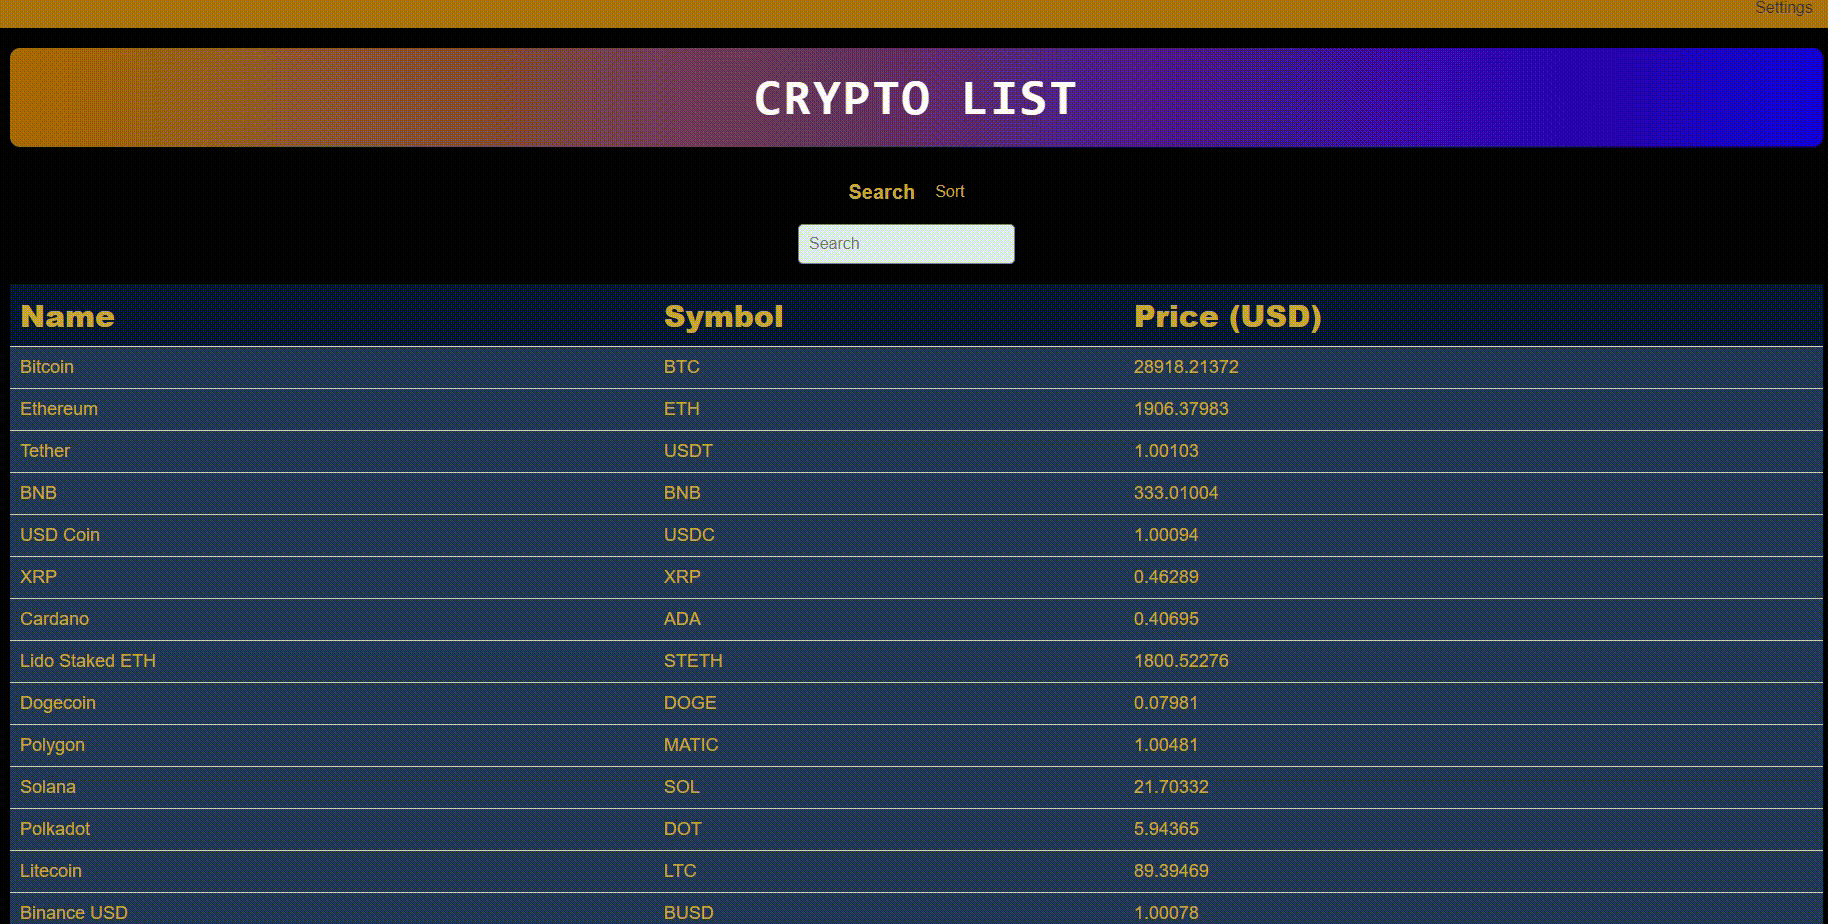 Settings
CRYPTO LIST
Search Sort
Search
Name Symbol Price (USD)
Bitcoin BTC 28918.21372
Ethereum ETH 1906.37983
Tether USDT 1.00103
BNB BNB 333.01004
USD Coin USDC 1.00094
XRP XRP 0.46289
Cardano ADA 0.40695
Lido Staked ETH STETH 1800.52276
Dogecoin DOGE 0.07981
Polygon MATIC 1.00481
Solana SOL 21.70332
Polkadot DOT 5.94365
Litecoin LTC 89.39469
Binance USD BUSD 1.00078